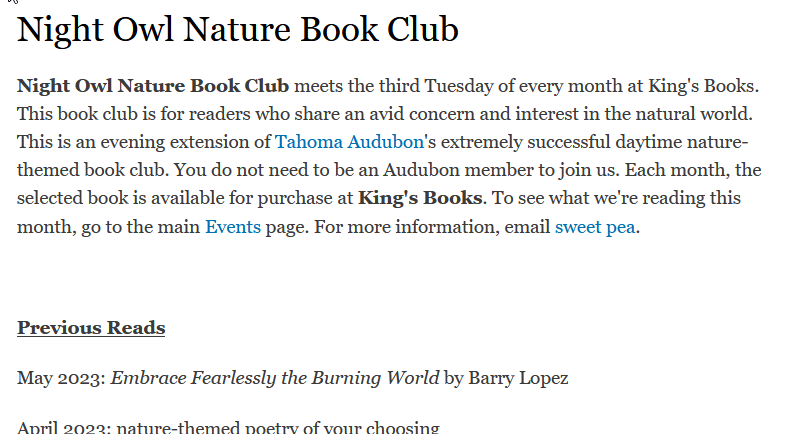 Night Owl Nature Book Club
Night Owl Nature Book Club meets the third Tuesday of every month at King's Books.
This book club is for readers who share an avid concern and interest in the natural world.
This is an evening extension of Tahoma Audubon's extremely successful daytime nature-
themed book club. You do not need to be an Audubon member to join us. Each month, the
selected book is available for purchase at King's Books. To see what we're reading this
month, go to the main Events page. For more information, email sweet pea.
Previous Reads
May 2023: Embrace Fearlessly the Burning World by Barry Lopez
April 2023: nature-themed poetry of your choosing